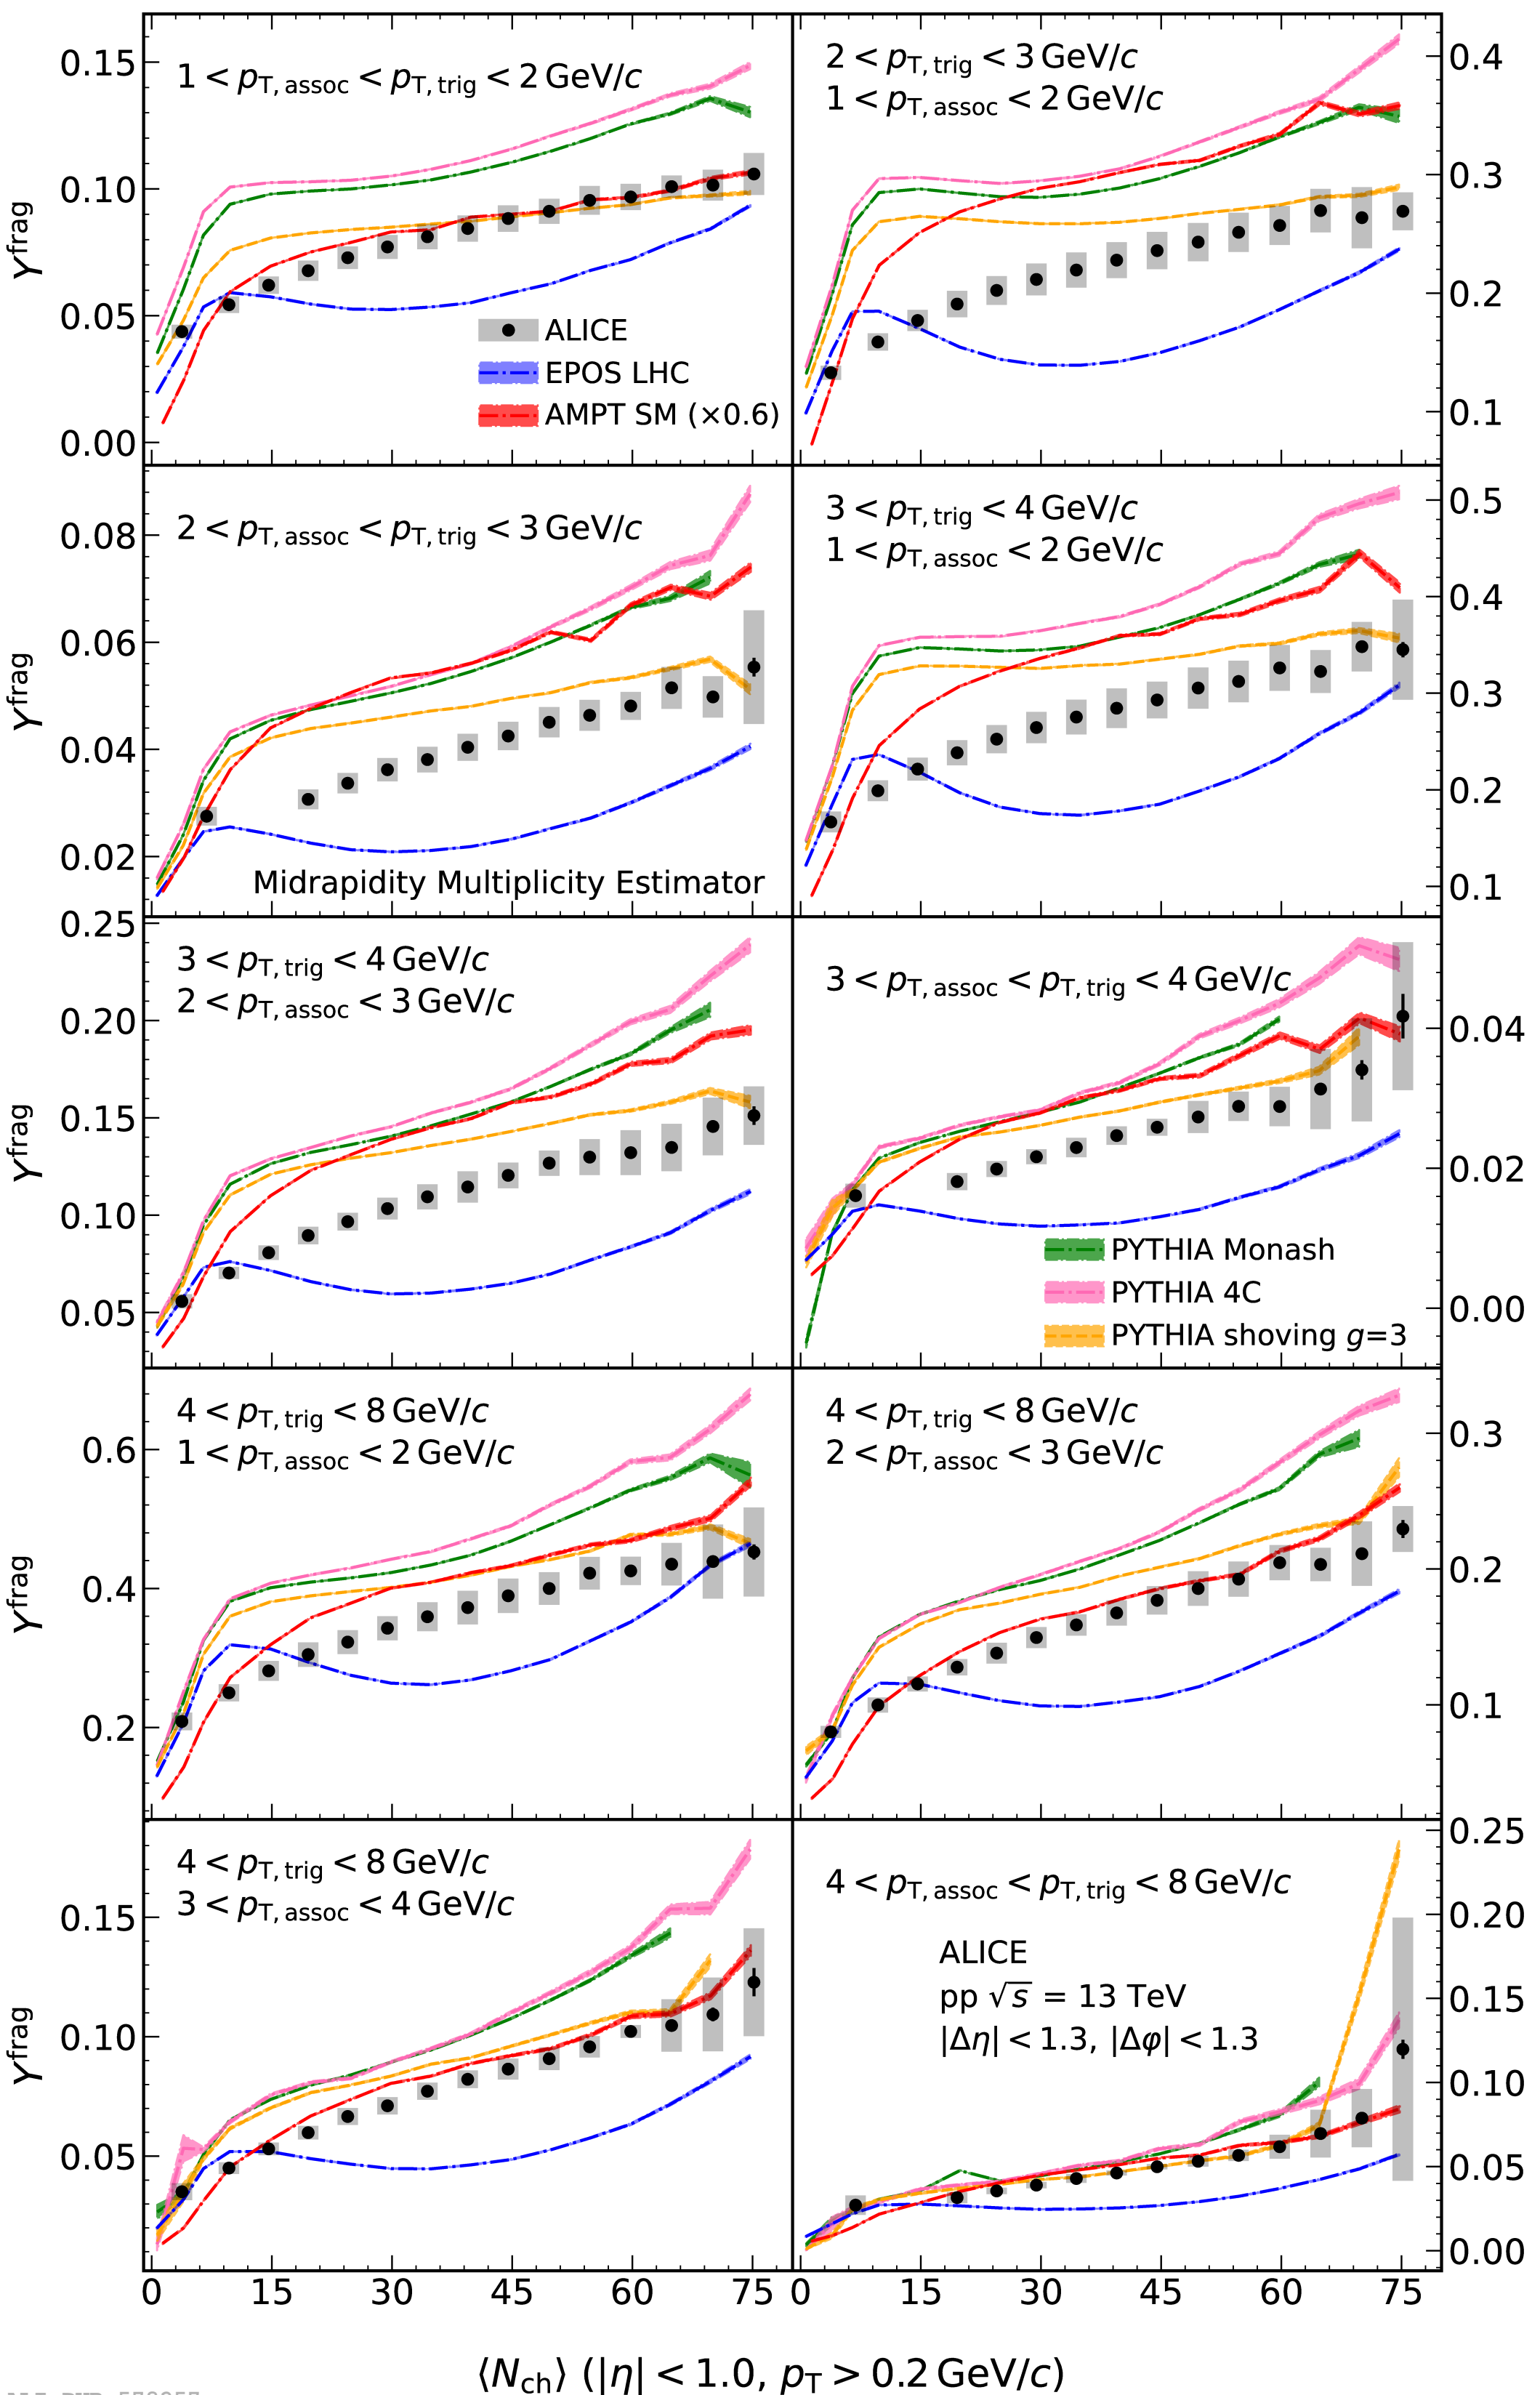 1 < pT, assoc < pT, trig < 2 GeV/c
2 < pT, trig < 3 GeV/c
1 < pT, assoc < 2 GeV/c
0.15
0.10
0.05
0.00
Yfrag
ALICE
EPOS LHC
AMPT SM (×0.6)
0.4
0.3
0.2
0.1
2 < pT, assoc < pT, trig < 3 GeV/c
3 < pT, trig < 4 GeV/c
1 < pT, assoc < 2 GeV/c
0.08
0.06
0.04
0.02
Yfrag
Midrapidity Multiplicity Estimator
0.5
0.4
0.3
0.2
0.1
3 < pT, trig < 4 GeV/c
2 < pT, assoc < 3 GeV/c
3 < pT, assoc < pT, trig < 4 GeV/c
0.25
0.20
0.15
0.10
0.05
Yfrag
0.04
0.02
0.00
PYTHIA Monash
PYTHIA 4C
PYTHIA shoving g=3
4 < pT, trig < 8 GeV/c
1 < pT, assoc < 2 GeV/c
4 < pT, trig < 8 GeV/c
2 < pT, assoc < 3 GeV/c
0.6
0.4
0.2
Yfrag
0.3
0.2
0.1
4 < pT, trig < 8 GeV/c
3 < pT, assoc < 4 GeV/c
4 < pT, assoc < pT, trig < 8 GeV/c
0.15
0.10
0.05
Yfrag
ALICE
pp √s = 13 TeV
|Δη| < 1.3, |Δφ| < 1.3
0.25
0.20
0.15
0.10
0.05
0.00
0 15 30 45 60 75 0 15 30 45 60 75
⟨Nch⟩ (|η| < 1.0, pT > 0.2 GeV/c)